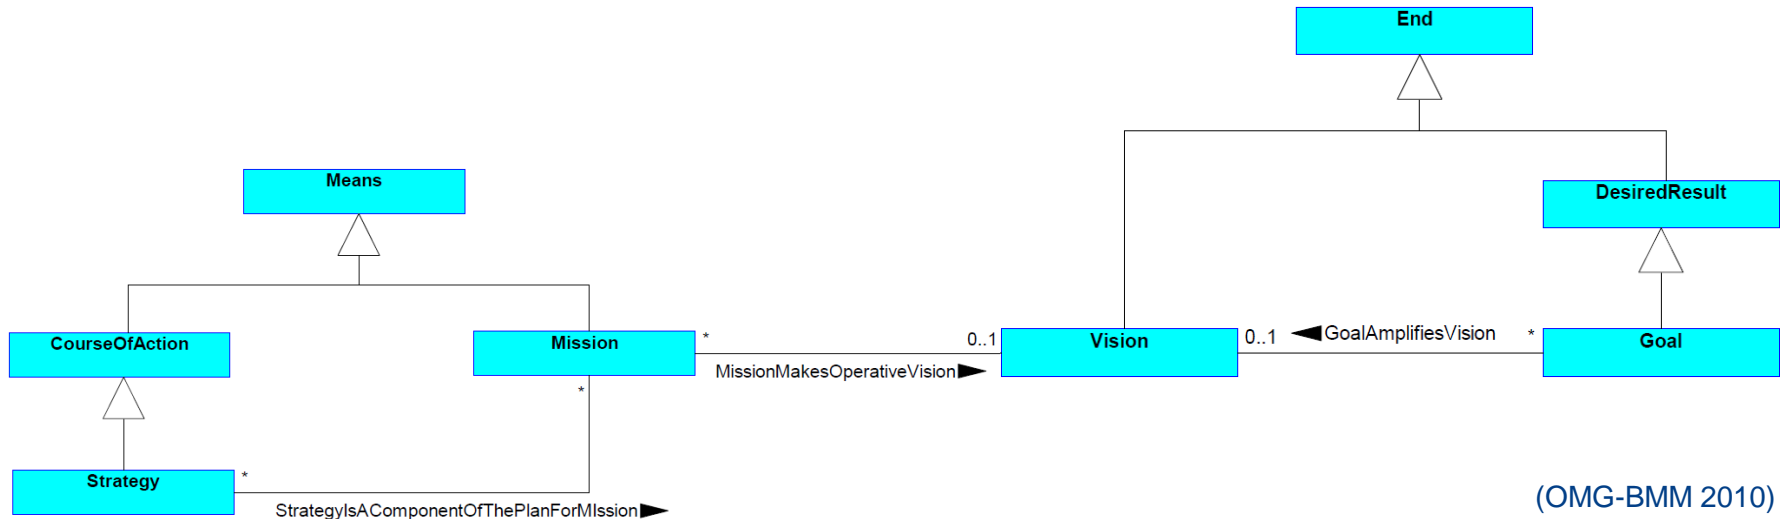 End
Means
DesiredResult
CourseOfAction
Mission
*
0..1
Vision
0..1
GoalAmplifiesVision
*
Goal
MissionMakesOperativeVision
*
Strategy
*
StrategyIsAComponentOfThePlanForMIssion
(OMG-BMM 2010)